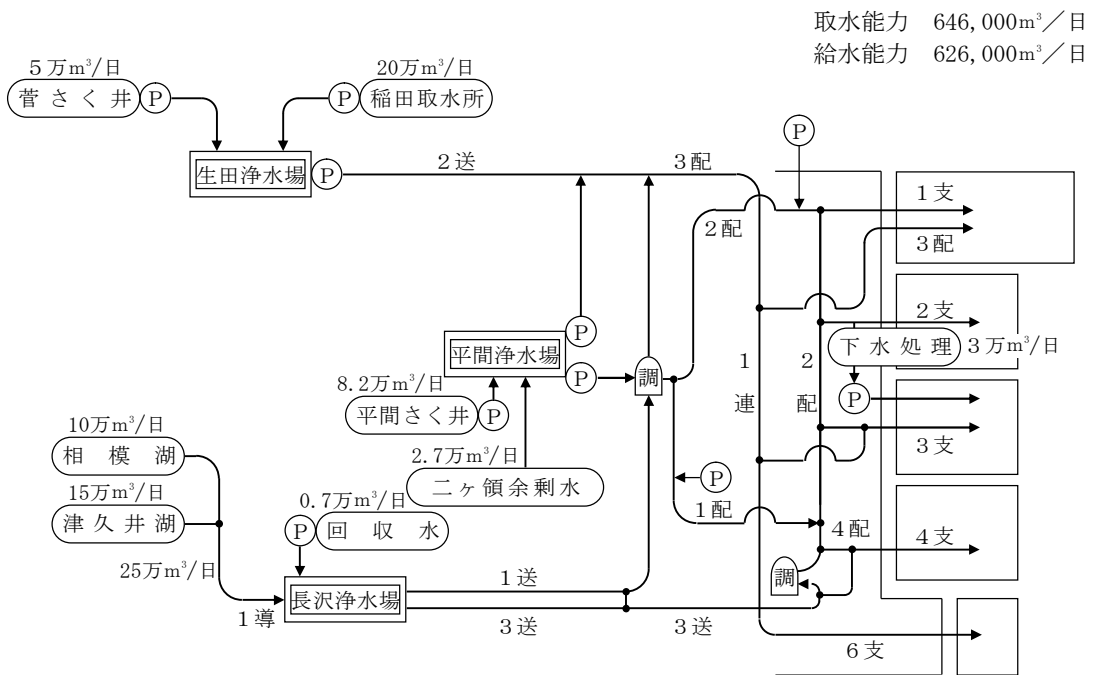 取水能力 646,000m³／日
給水能力 626,000m³／日
5万m³/日
菅さく井
P
20万m³/日
P
稲田取水所
生田浄水場
P
2送
3配
P
1支
3配
2配
2支
下水処理
3万m³/日
P
平間浄水場
P
P
調
8.2万m³/日
平間さく井
P
2.7万m³/日
二ヶ領余剰水
1連
2配
3支
P
1配
4配
4支
調
10万m³/日
相模湖
15万m³/日
津久井湖
25万m³/日
1導
0.7万m³/日
P
回収水
長沢浄水場
1送
3送
3送
6支